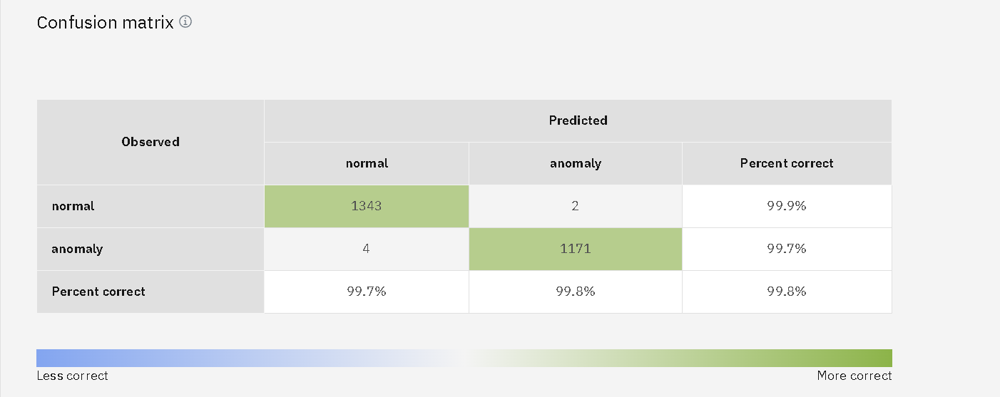 Confusion matrix
Observed
Predicted
normal anomaly Percent correct
normal 1343 2 99.9%
anomaly 4 1171 99.7%
Percent correct 99.7% 99.8% 99.8%
Less correct More correct